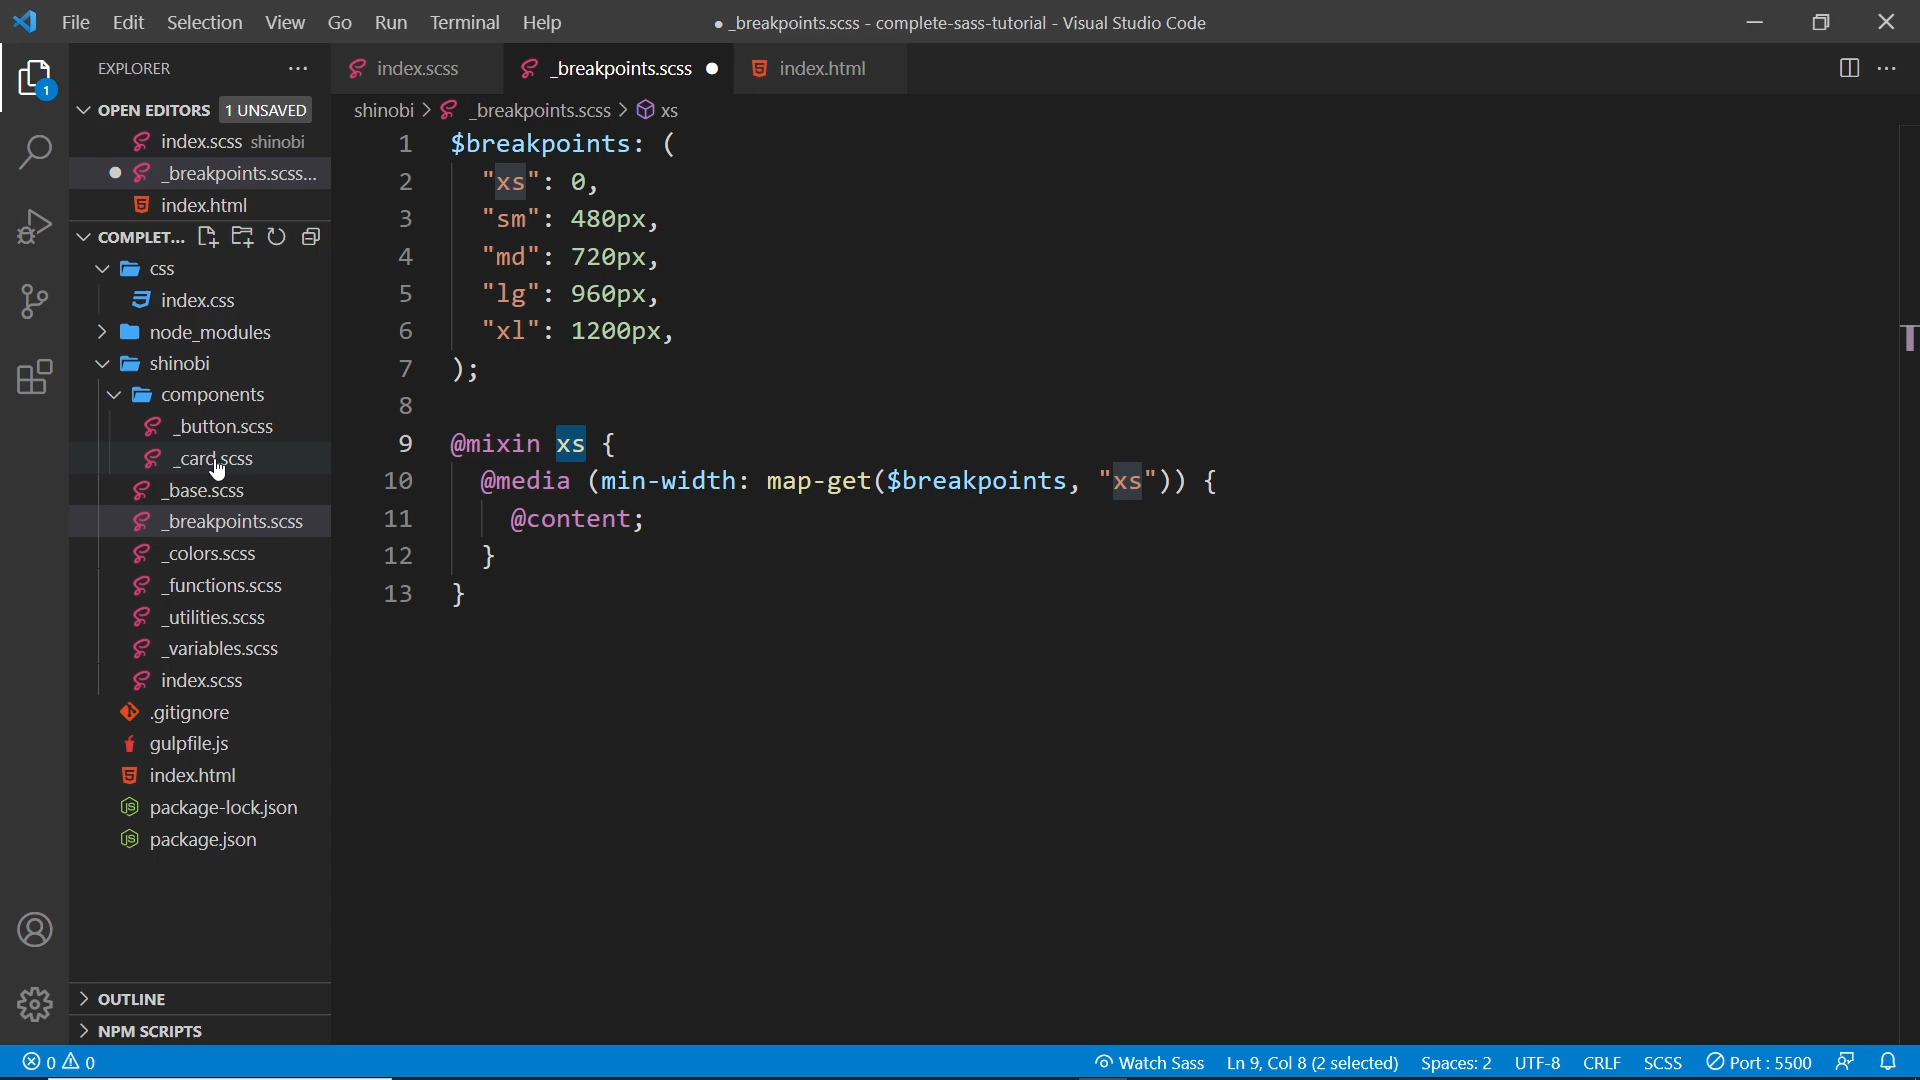 File Edit Selection View Go Run Terminal Help
● _breakpoints.scss - complete-sass-tutorial - Visual Studio Code
EXPLORER
OPEN EDITORS 1 UNSAVED
index.scss shinobi
_breakpoints.scss...
index.html
COMPLET...
css
index.css
node_modules
shinobi
components
_button.scss
_card.scss
_base.scss
_breakpoints.scss
_colors.scss
_functions.scss
_utilities.scss
_variables.scss
index.scss
.gitignore
gulpfile.js
index.html
package-lock.json
package.json
OUTLINE
NPM SCRIPTS
1
index.scss _breakpoints.scss index.html
shinobi > _breakpoints.scss > xs
1 $breakpoints: (
2 "xs": 0,
3 "sm": 480px,
4 "md": 720px,
5 "lg": 960px,
6 "xl": 1200px,
7 );
8
9 @mixin xs {
10 @media (min-width: map-get($breakpoints, "xs")) {
11 @content;
12 }
13 }
0 0 Watch Sass Ln 9, Col 8 (2 selected) Spaces: 2 UTF-8 CRLF SCSS Port : 5500